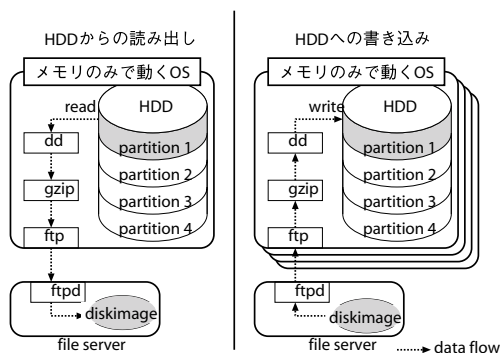 HDDからの読み出し
メモリのみで動くOS
read
HDD
dd
partition 1
gzip
partition 2
partition 3
ftp
partition 4
ftpd
diskimage
file server
HDDへの書き込み
メモリのみで動くOS
write
HDD
dd
partition 1
gzip
partition 2
partition 3
ftp
partition 4
ftpd
diskimage
file server
data flow